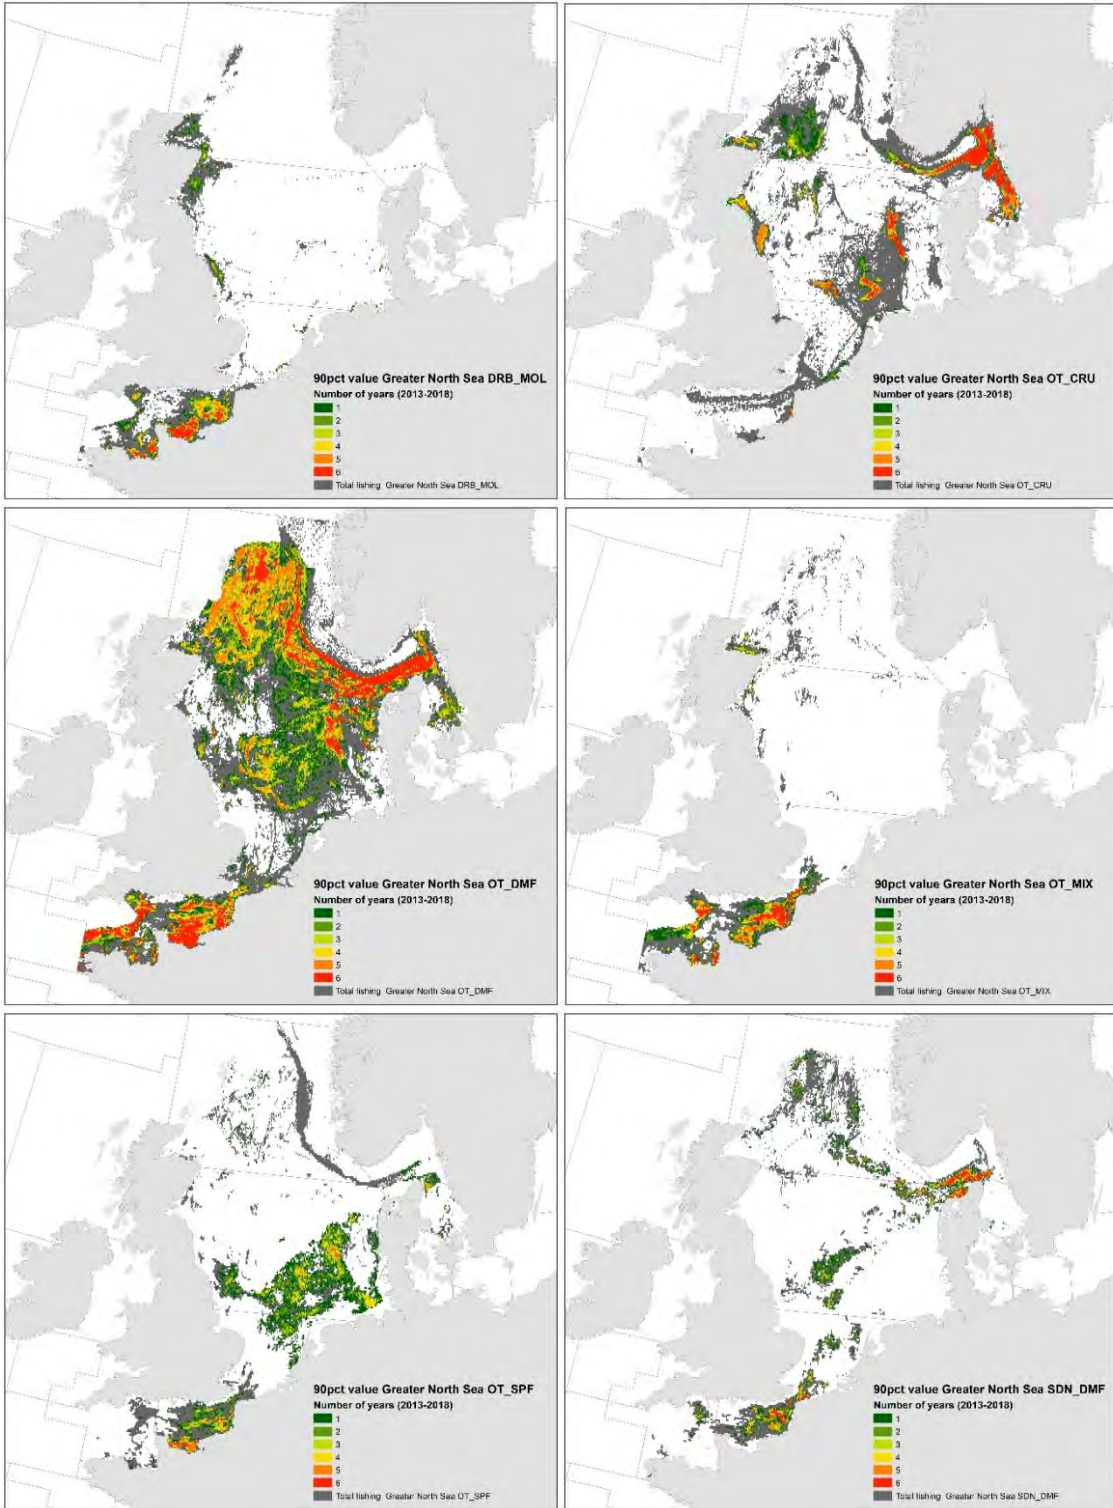 90pct value Greater North Sea DRB_MOL
Number of years (2013-2018)
1
2
3
4
5
6
Total fishing Greater North Sea DRB_MOL
90pct value Greater North Sea OT_CRU
Number of years (2013-2018)
1
2
3
4
5
6
Total fishing Greater North Sea OT_CRU
90pct value Greater North Sea OT_DMF
Number of years (2013-2018)
1
2
3
4
5
6
Total fishing Greater North Sea OT_DMF
90pct value Greater North Sea OT_MIX
Number of years (2013-2018)
1
2
3
4
5
6
Total fishing Greater North Sea OT_MIX
90pct value Greater North Sea OT_SPF
Number of years (2013-2018)
1
2
3
4
5
6
Total fishing Greater North Sea OT_SPF
90pct value Greater North Sea SDN_DMF
Number of years (2013-2018)
1
2
3
4
5
6
Total fishing Greater North Sea SDN_DMF